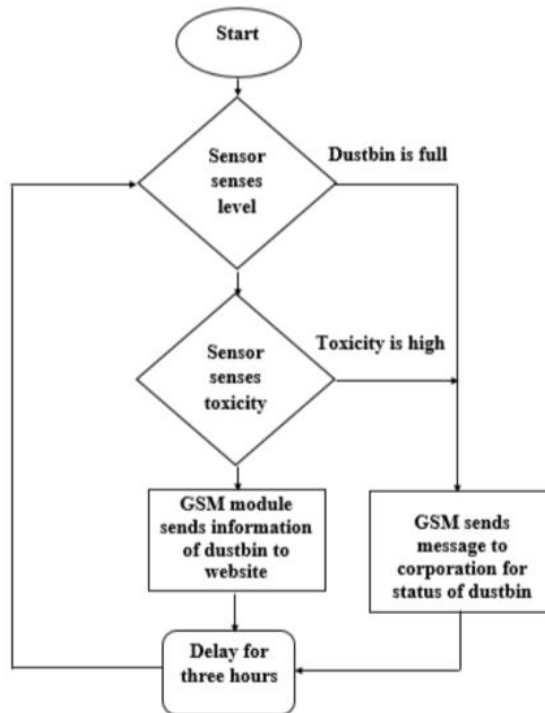 Start
Sensor
senses
level
Dustbin is full
Sensor
senses
toxicity
Toxicity is high
GSM module
sends information
of dustbin to
website
GSM sends
message to
corporation for
status of dustbin
Delay for
three hours